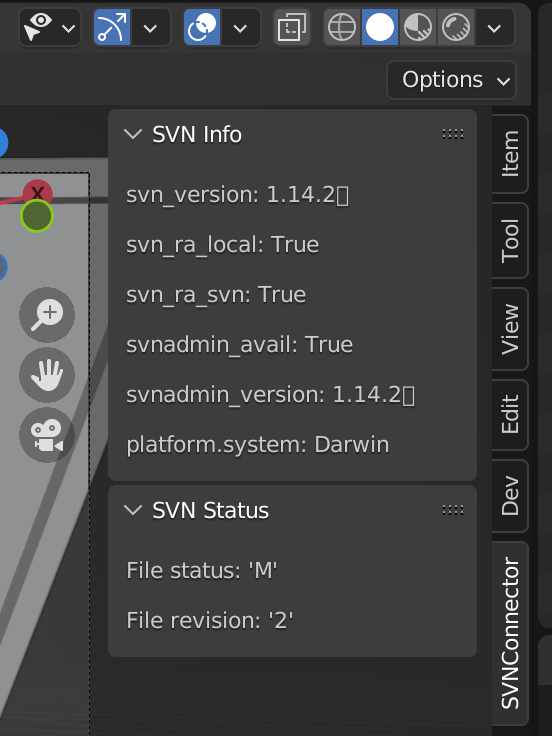 Options
SVN Info
svn_version: 1.14.2▯
svn_ra_local: True
svn_ra_svn: True
svnadmin_avail: True
svnadmin_version: 1.14.2▯
platform.system: Darwin
SVN Status
File status: 'M'
File revision: '2'
Item
Tool
View
Edit
Dev
SVNConnector
X